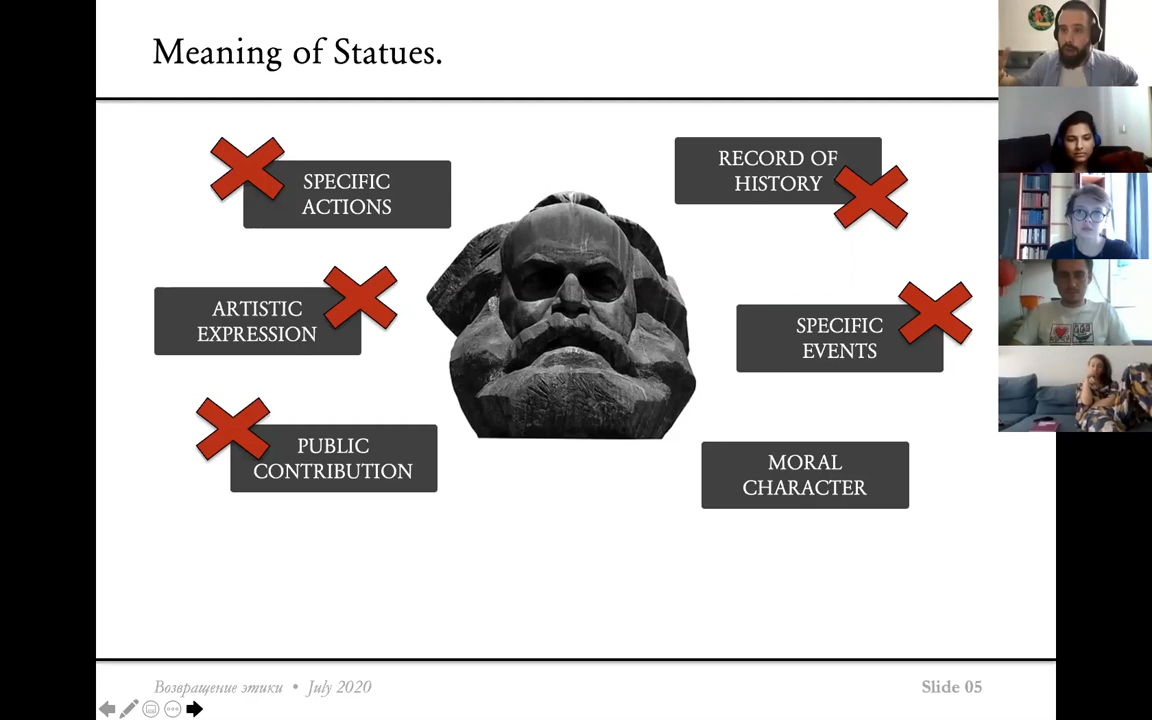 Meaning of Statues.
SPECIFIC
ACTIONS
RECORD OF
HISTORY
ARTISTIC
EXPRESSION
SPECIFIC
EVENTS
PUBLIC
CONTRIBUTION
MORAL
CHARACTER
Возвращение этики • July 2020
Slide 05